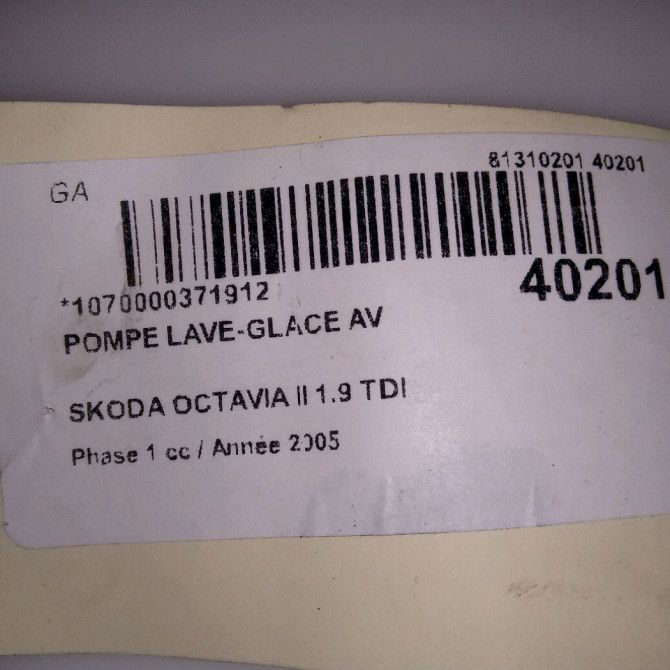 81310201 40201
GA
*1070000371912
40201
POMPE LAVE-GLACE AV
SKODA OCTAVIA II 1.9 TDI
Phase 1 cc / Année 2005